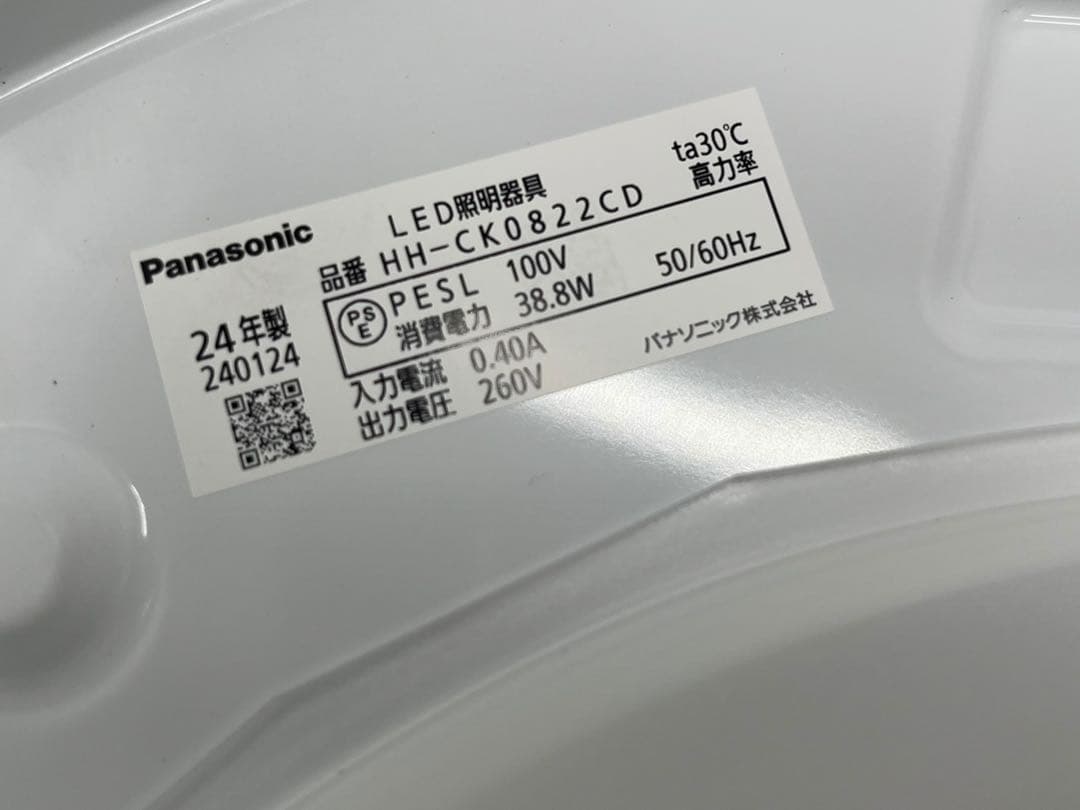 Panasonic
LED照明器具
ta30℃
高力率
品番 HH-CK0822CD
PSE
PESL 100V 50/60Hz
消費電力 38.8W
入力電流 0.40A
出力電圧 260V
パナソニック株式会社
24年製
240124